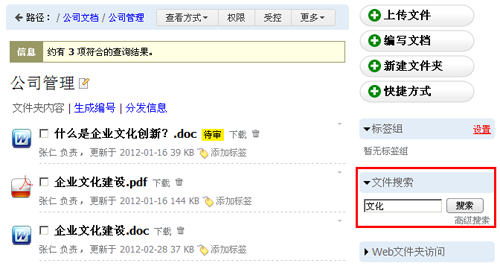 路径： / 公司文档 / 公司管理 查看方式 权限 受控 更多
信息 约有 3 项符合的查询结果。
公司管理
文件夹内容 | 生成编号 | 分发信息
什么是企业文化创新？.doc 待审 下载
张仁 负责，更新于 2012-01-16 39 KB 添加标签
企业文化建设.pdf 下载
张仁 负责，更新于 2012-01-16 144 KB 添加标签
企业文化建设.doc 下载
张仁 负责，更新于 2012-02-28 37 KB 添加标签
上传文件
编写文档
新建文件夹
快捷方式
标签组 设置
暂无标签组
文件搜索
文化 搜索
高级搜索
Web文件夹访问